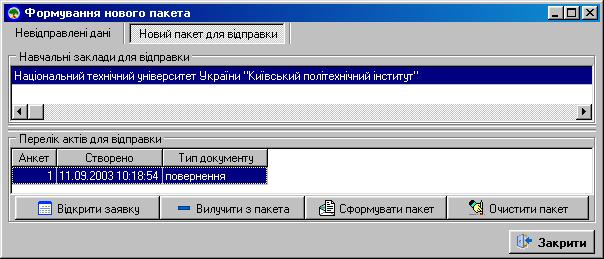 Формування нового пакета
Невідправлені дані Новий пакет для відправки
Навчальні заклади для відправки
Національний технічний університет України "Київський політехнічний інститут"
Перелік актів для відправки
Анкет Створено Тип документу
1 11.09.2003 10:18:54 повернення
Відкрити заявку Вилучити з пакета Сформувати пакет Очистити пакет
Закрити